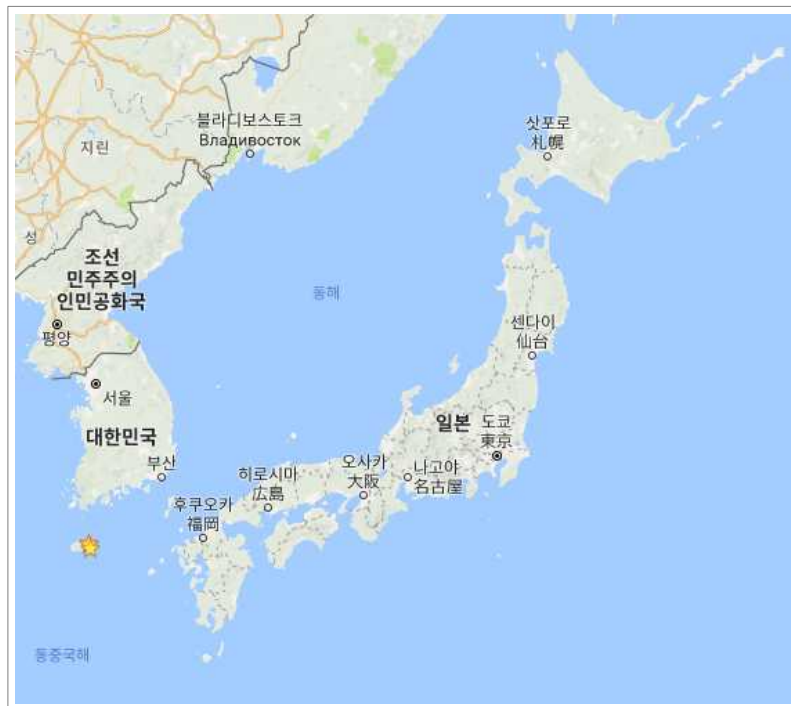 블라디보스토크
Владивосток
지린
삿포로
札幌
성
조선
민주주의
인민공화국
동해
평양
센다이
仙台
서울
대한민국
일본
도쿄
東京
부산
히로시마
広島
오사카
大阪
나고야
名古屋
후쿠오카
福岡
동중국해